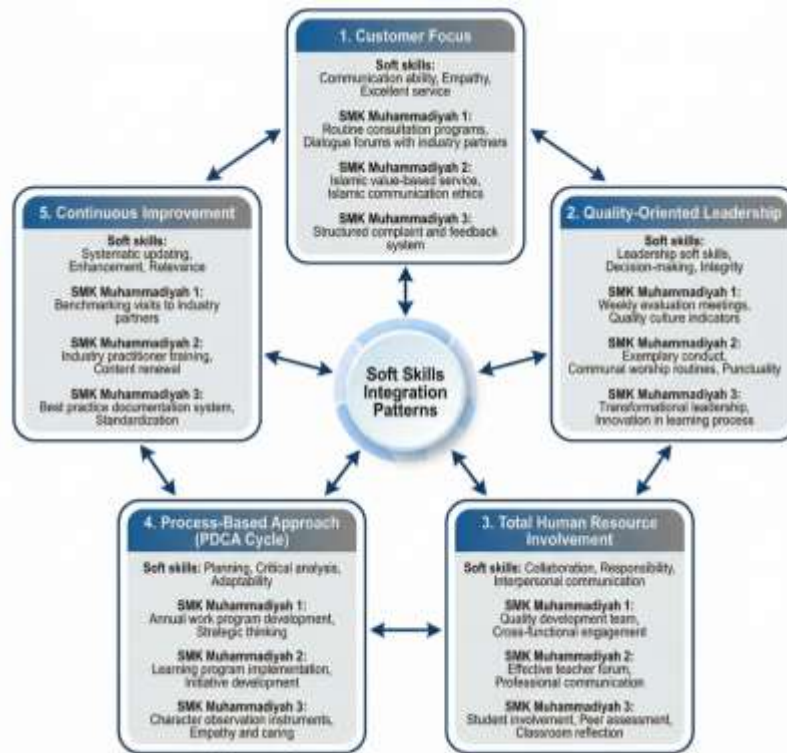 1. Customer Focus
Soft skills:
Communication ability, Empathy,
Excellent service
SMK Muhammadiyah 1:
Routine consultation programs,
Dialogue forums with industry partners
SMK Muhammadiyah 2:
Islamic value-based service,
Islamic communication ethics
SMK Muhammadiyah 3:
Structured complaint and feedback
system
2. Quality-Oriented Leadership
Soft skills:
Leadership soft skills,
Decision-making, Integrity
SMK Muhammadiyah 1:
Weekly evaluation meetings,
Quality culture indicators
SMK Muhammadiyah 2:
Exemplary conduct,
Communal worship routines, Punctuality
SMK Muhammadiyah 3:
Transformational leadership,
Innovation in learning process
3. Total Human Resource
Involvement
Soft skills: Collaboration, Responsibility,
Interpersonal communication
SMK Muhammadiyah 1:
Quality development team,
Cross-functional engagement
SMK Muhammadiyah 2:
Effective teacher forum,
Professional communication
SMK Muhammadiyah 3:
Student involvement, Peer assessment,
Classroom reflection
4. Process-Based Approach
(PDCA Cycle)
Soft skills: Planning, Critical analysis,
Adaptability
SMK Muhammadiyah 1:
Annual work program development,
Strategic thinking
SMK Muhammadiyah 2:
Learning program implementation,
Initiative development
SMK Muhammadiyah 3:
Character observation instruments,
Empathy and caring
5. Continuous Improvement
Soft skills:
Systematic updating,
Enhancement, Relevance
SMK Muhammadiyah 1:
Benchmarking visits to industry
partners
SMK Muhammadiyah 2:
Industry practitioner training,
Content renewal
SMK Muhammadiyah 3:
Best practice documentation system,
Standardization
Soft Skills
Integration
Patterns